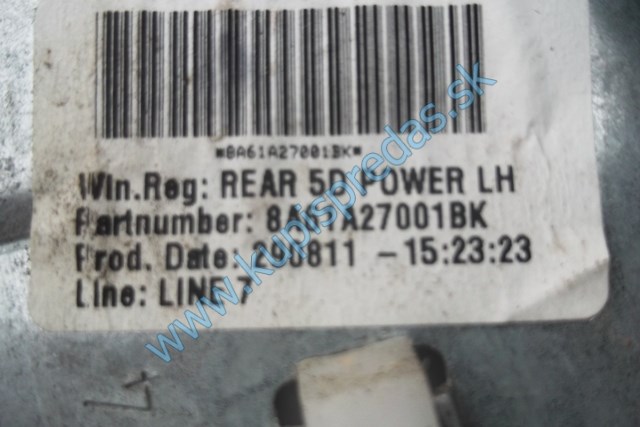 *8A61A27001BK*
Win.Reg: REAR 5D POWER LH
Partnumber: 8A61A27001BK
Prod. Date: 200811 - 15:23:23
Line: LINE 7
www.kupispredas.sk